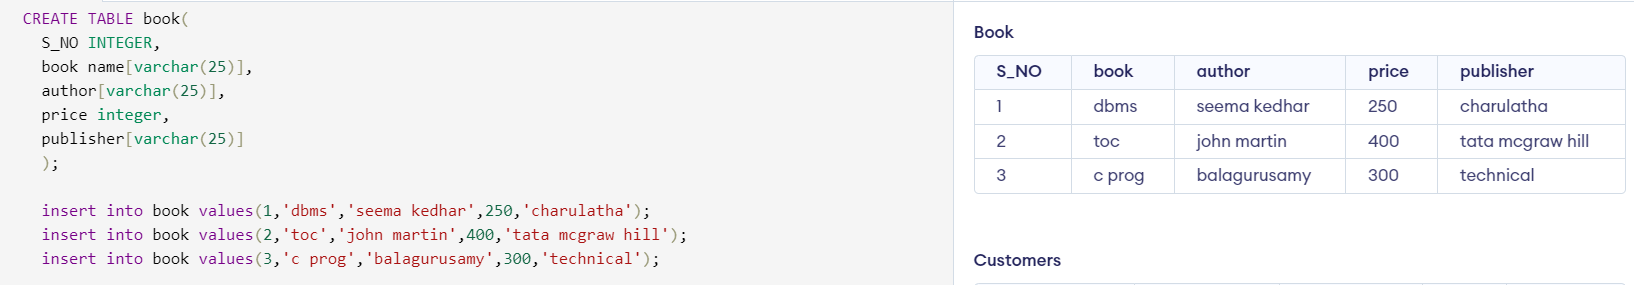 CREATE TABLE book(
S_NO INTEGER,
book name[varchar(25)],
author[varchar(25)],
price integer,
publisher[varchar(25)]
);
insert into book values(1,'dbms','seema kedhar',250,'charulatha');
insert into book values(2,'toc','john martin',400,'tata mcgraw hill');
insert into book values(3,'c prog','balagurusamy',300,'technical');
Book
S_NO book author price publisher
1 dbms seema kedhar 250 charulatha
2 toc john martin 400 tata mcgraw hill
3 c prog balagurusamy 300 technical
Customers